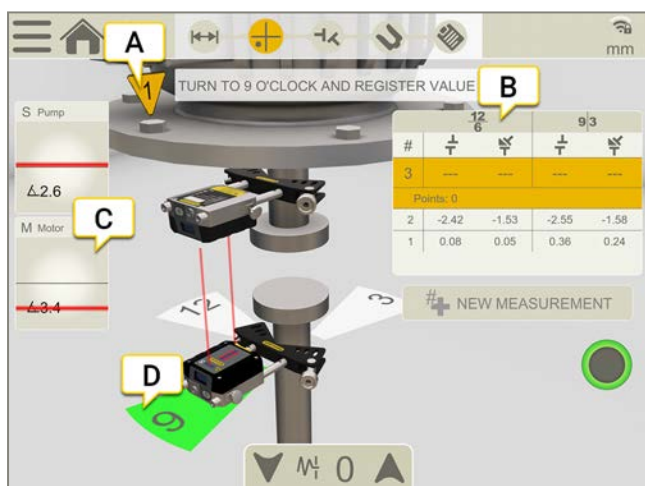 mm
A
1
TURN TO 9 O'CLOCK AND REGISTER VALUE
B
S Pump
∡2.6
M Motor
∡3.4
C
12
6
9 3
#
3 --- --- --- ---
Points: 0
2 -2.42 -1.53 -2.55 -1.58
1 0.08 0.05 0.36 0.24
# NEW MEASUREMENT
12
3
D
9
0